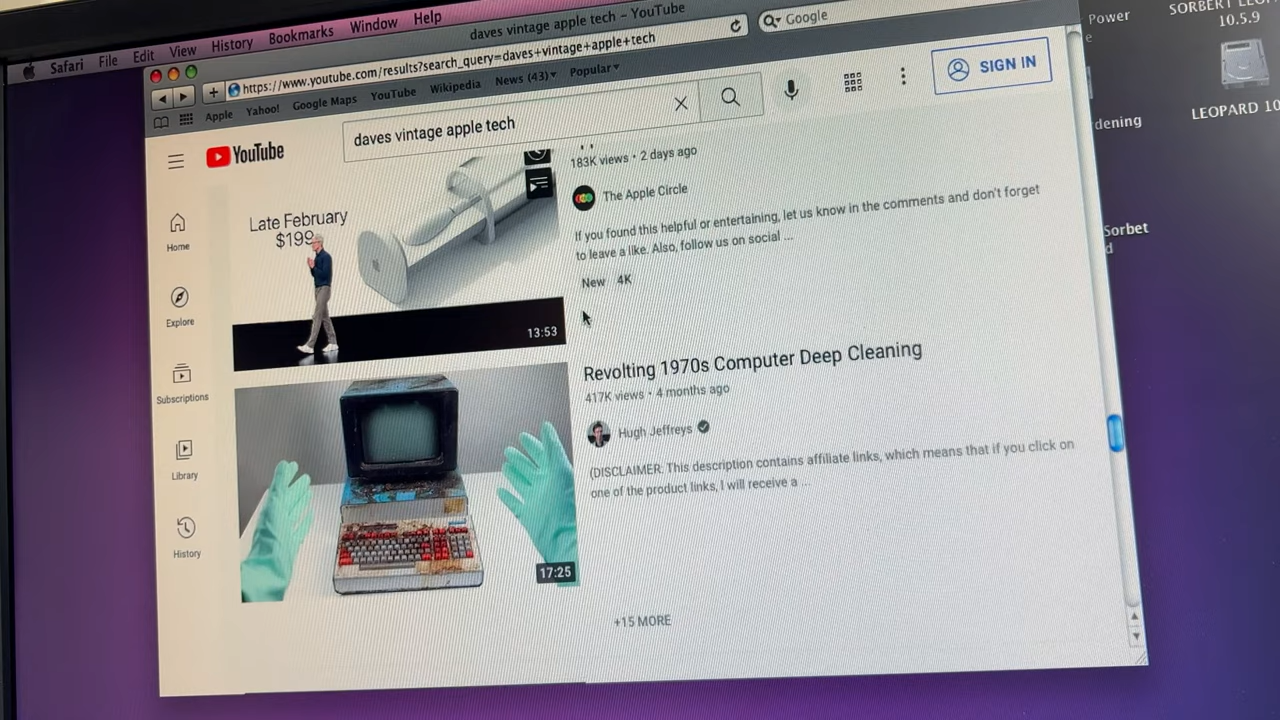 Safari File Edit View History Bookmarks Window Help
daves vintage apple tech – YouTube
https://www.youtube.com/results?search_query=daves+vintage+apple+tech
Google
Apple Yahoo! Google Maps YouTube Wikipedia News (43) Popular
YouTube
daves vintage apple tech
SIGN IN
Home
Explore
Subscriptions
Library
History
Late February
$199
13:53
183K views • 2 days ago
The Apple Circle
If you found this helpful or entertaining, let us know in the comments and don't forget
to leave a like. Also, follow us on social ...
New 4K
17:25
Revolting 1970s Computer Deep Cleaning
417K views • 4 months ago
Hugh Jeffreys
(DISCLAIMER: This description contains affiliate links, which means that if you click on
one of the product links, I will receive a ...
+15 MORE
Power
e
dening
Sorbet
d
10.5.9
LEOPARD 10